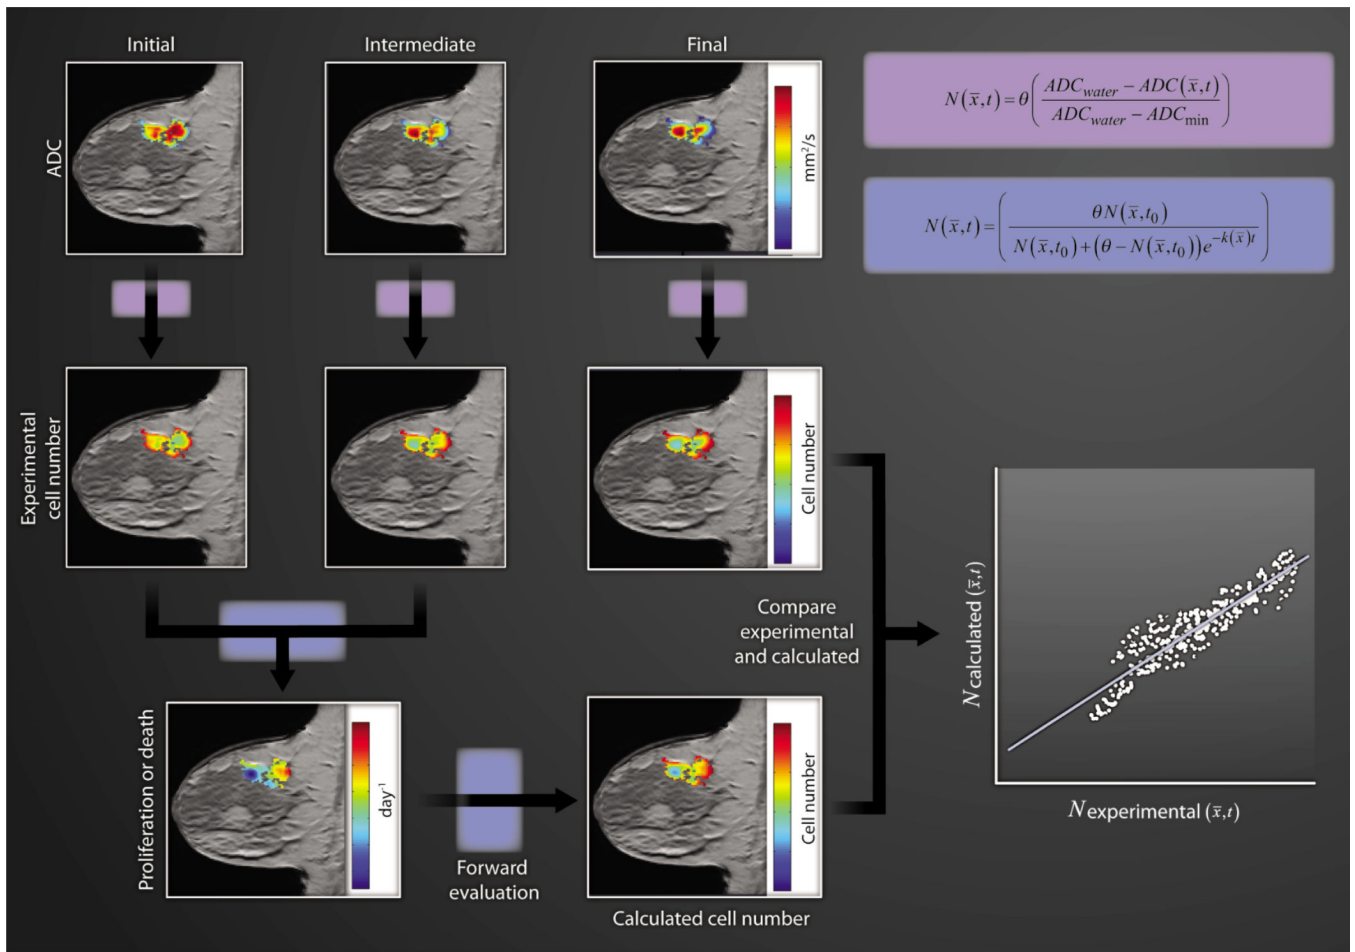 Initial
Intermediate
Final
ADC
mm²/s
N(x̅,t) = θ( (ADC_water − ADC(x̅,t)) / (ADC_water − ADC_min) )
N(x̅,t) = ( θN(x̅,t₀) / (N(x̅,t₀) + (θ − N(x̅,t₀))e^(−k(x̅)t)) )
Experimental
cell number
Cell number
Compare
experimental
and calculated
N calculated (x̅,t)
N experimental (x̅,t)
Proliferation or death
day⁻¹
Forward
evaluation
Cell number
Calculated cell number